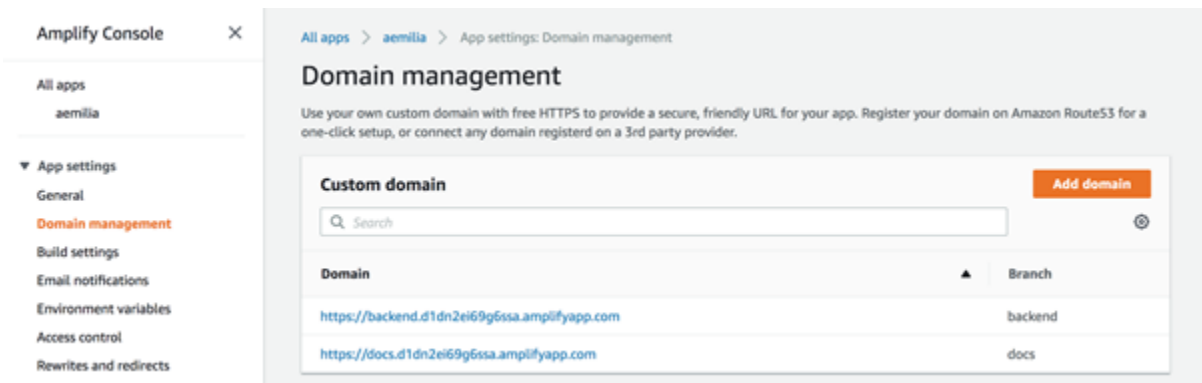 Amplify Console
All apps
aemilia
App settings
General
Domain management
Build settings
Email notifications
Environment variables
Access control
Rewrites and redirects
All apps > aemilia > App settings: Domain management
Domain management
Use your own custom domain with free HTTPS to provide a secure, friendly URL for your app. Register your domain on Amazon Route53 for a
one-click setup, or connect any domain registerd on a 3rd party provider.
Custom domain
Add domain
Search
Domain Branch
https://backend.d1dn2ei69g6ssa.amplifyapp.com backend
https://docs.d1dn2ei69g6ssa.amplifyapp.com docs